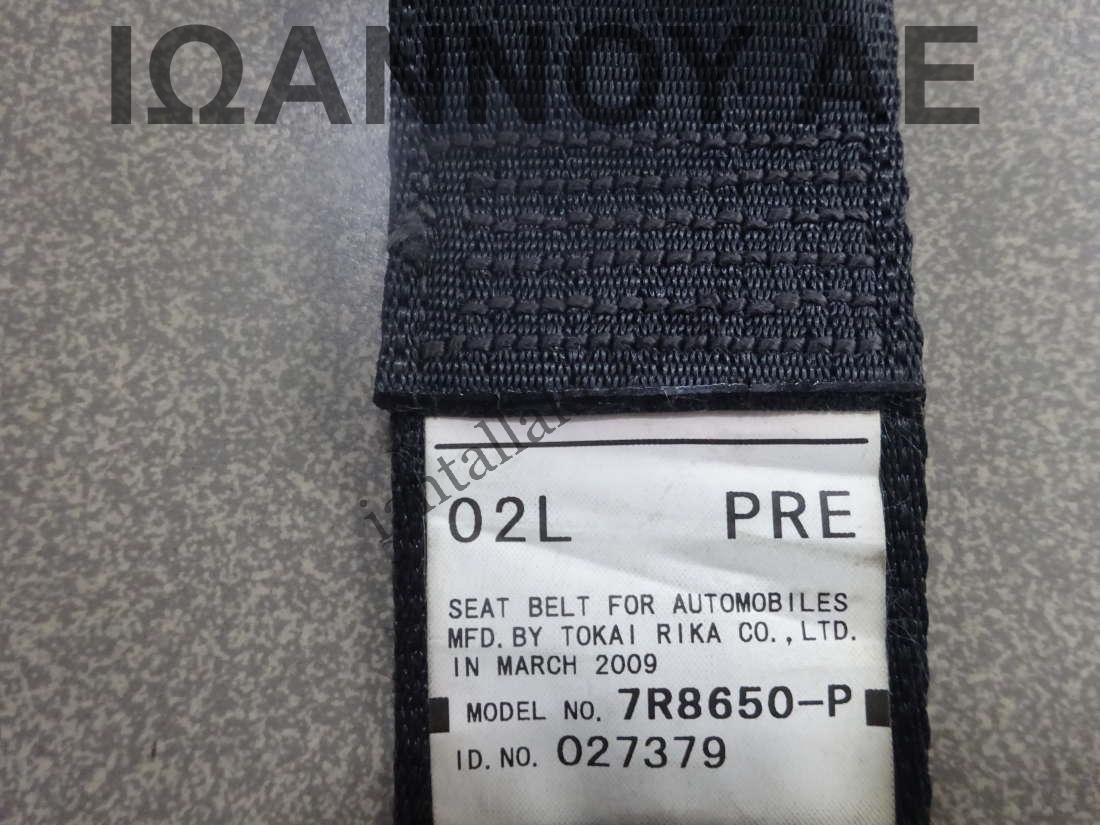 ΙΩΑΝΝΟΥ ΑΕ
02L PRE
SEAT BELT FOR AUTOMOBILES
MFD. BY TOKAI RIKA CO., LTD.
IN MARCH 2009
MODEL NO. 7R8650-P
ID. NO. 027379